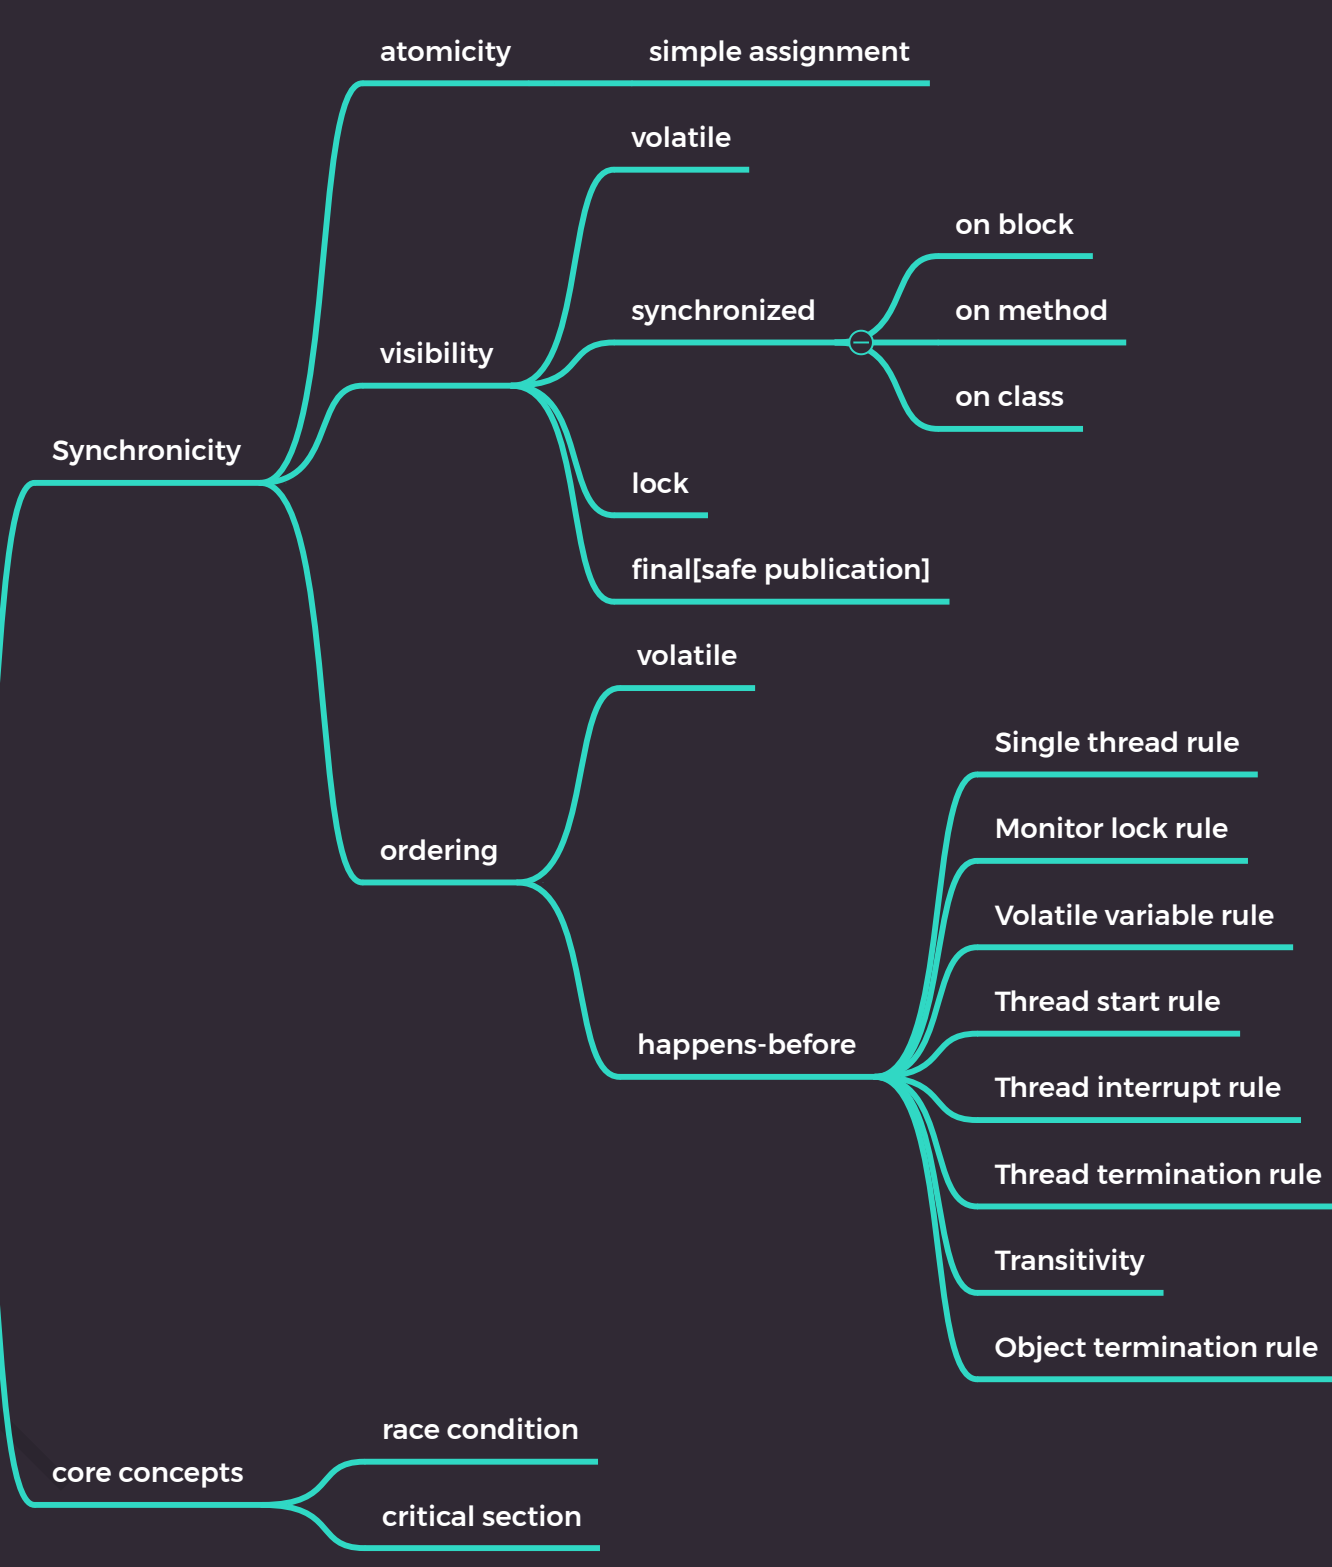 atomicity
simple assignment
volatile
on block
synchronized
on method
visibility
on class
Synchronicity
lock
final[safe publication]
volatile
Single thread rule
Monitor lock rule
ordering
Volatile variable rule
Thread start rule
happens-before
Thread interrupt rule
Thread termination rule
Transitivity
Object termination rule
race condition
core concepts
critical section